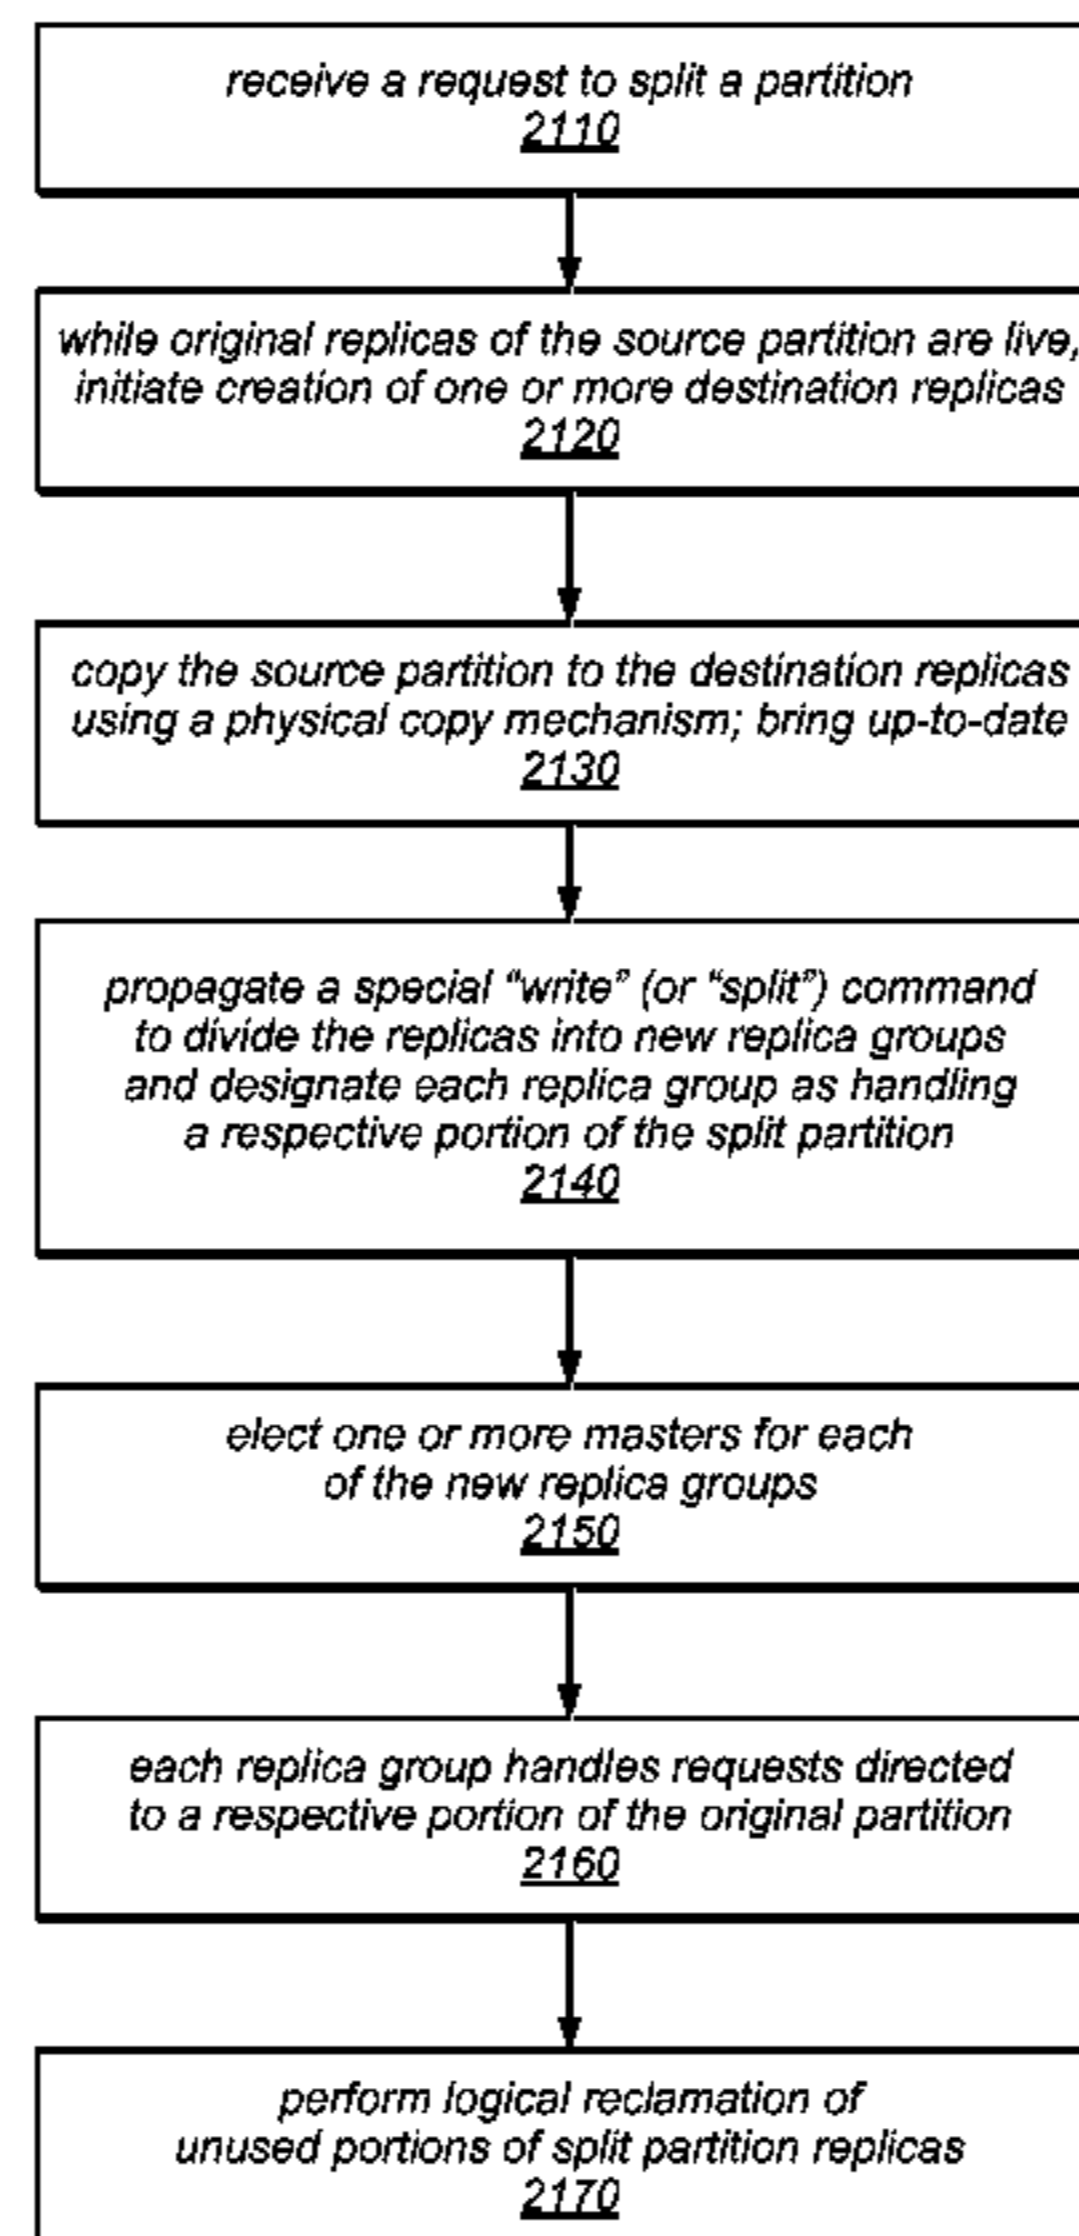 receive a request to split a partition
2110
while original replicas of the source partition are live,
initiate creation of one or more destination replicas
2120
copy the source partition to the destination replicas
using a physical copy mechanism; bring up-to-date
2130
propagate a special “write” (or “split”) command
to divide the replicas into new replica groups
and designate each replica group as handling
a respective portion of the split partition
2140
elect one or more masters for each
of the new replica groups
2150
each replica group handles requests directed
to a respective portion of the original partition
2160
perform logical reclamation of
unused portions of split partition replicas
2170